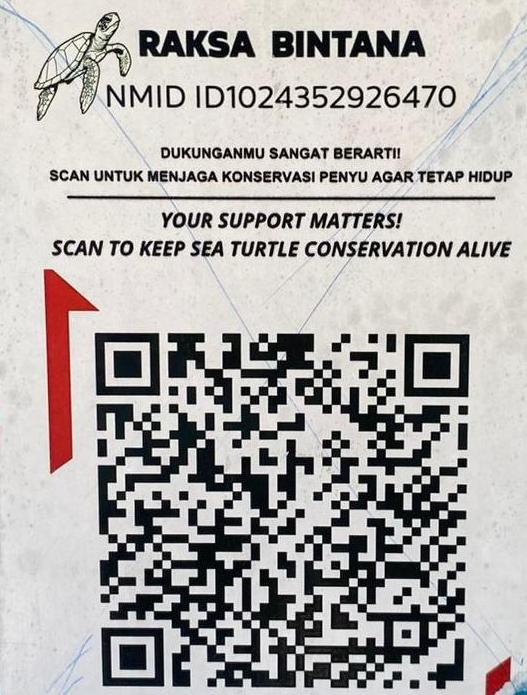 RAKSA BINTANA
NMID ID1024352926470
DUKUNGANMU SANGAT BERARTI!
SCAN UNTUK MENJAGA KONSERVASI PENYU AGAR TETAP HIDUP
YOUR SUPPORT MATTERS!
SCAN TO KEEP SEA TURTLE CONSERVATION ALIVE